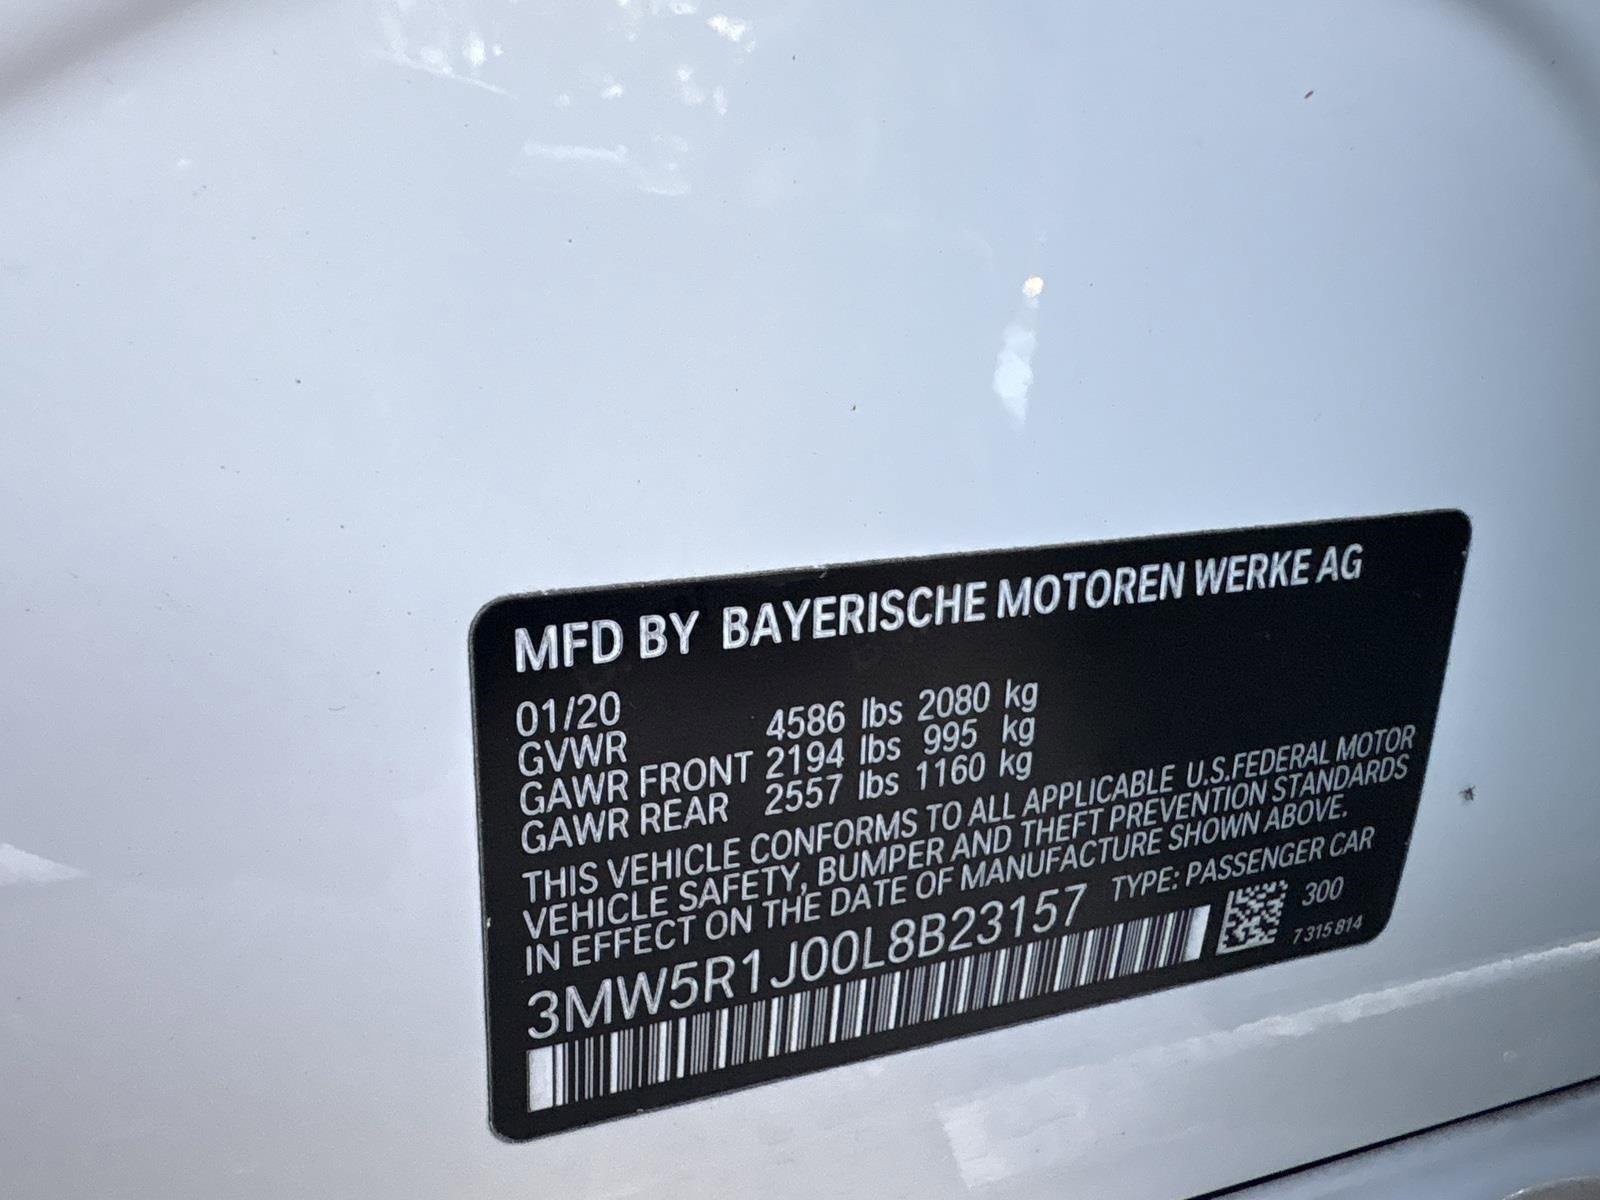 MFD BY BAYERISCHE MOTOREN WERKE AG
01/20
GVWR 4586 lbs 2080 kg
GAWR FRONT 2194 lbs 995 kg
GAWR REAR 2557 lbs 1160 kg
THIS VEHICLE CONFORMS TO ALL APPLICABLE U.S.FEDERAL MOTOR
VEHICLE SAFETY, BUMPER AND THEFT PREVENTION STANDARDS
IN EFFECT ON THE DATE OF MANUFACTURE SHOWN ABOVE.
3MW5R1J00L8B23157 TYPE: PASSENGER CAR
300
7 315 814